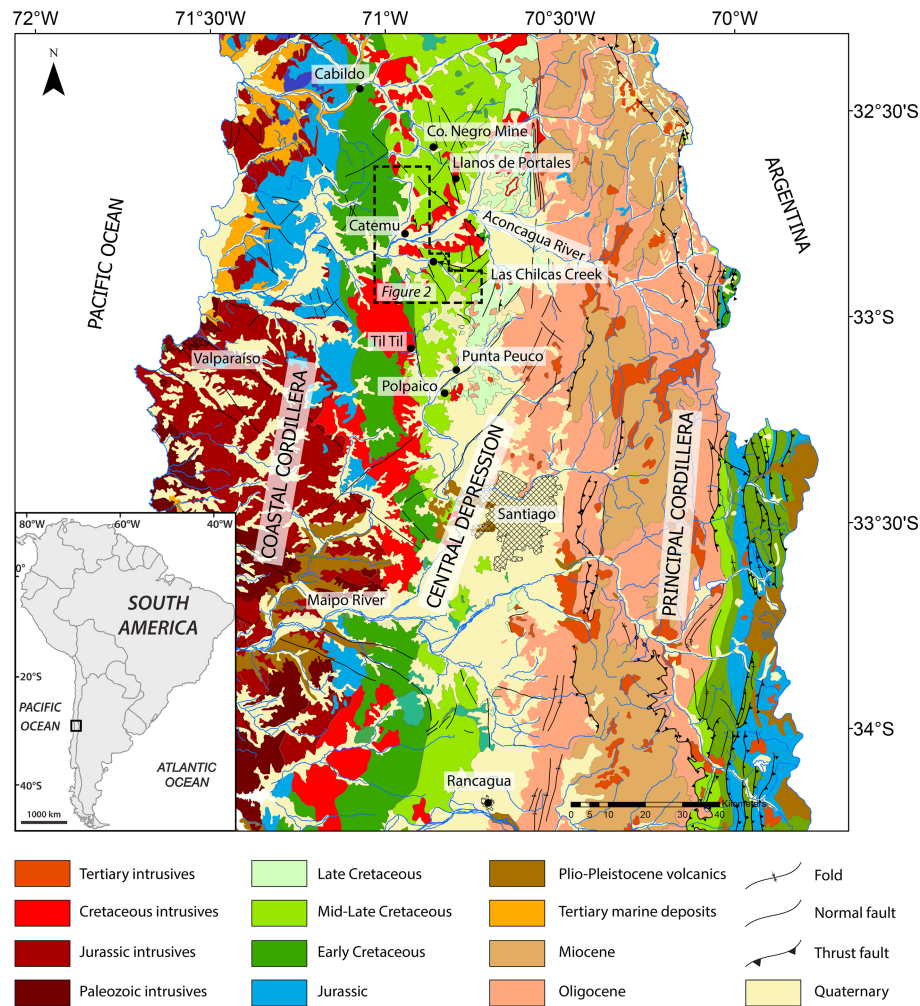 72°W 71°30'W 71°W 70°30'W 70°W
N
Cabildo
32°50'S
Co. Negro Mine
Llanos de Portales
ARGENTINA
PACIFIC OCEAN
Catemu
Aconcagua River
Las Chilcas Creek
Figure 2
33°S
Til Til
Valparaíso
Punta Peuco
Polpaico
COASTAL CORDILLERA
CENTRAL DEPRESSION
PRINCIPAL CORDILLERA
Santiago
33°50'S
80°W 60°W 40°W
0°
SOUTH
AMERICA
Maipo River
20°S
PACIFIC
OCEAN
34°S
ATLANTIC
OCEAN
40°S
1000 km
Rancagua
Kilometers
0 5 10 20 30 40
Tertiary intrusives
Late Cretaceous
Plio-Pleistocene volcanics
Fold
Cretaceous intrusives
Mid-Late Cretaceous
Tertiary marine deposits
Normal fault
Jurassic intrusives
Early Cretaceous
Miocene
Thrust fault
Paleozoic intrusives
Jurassic
Oligocene
Quaternary